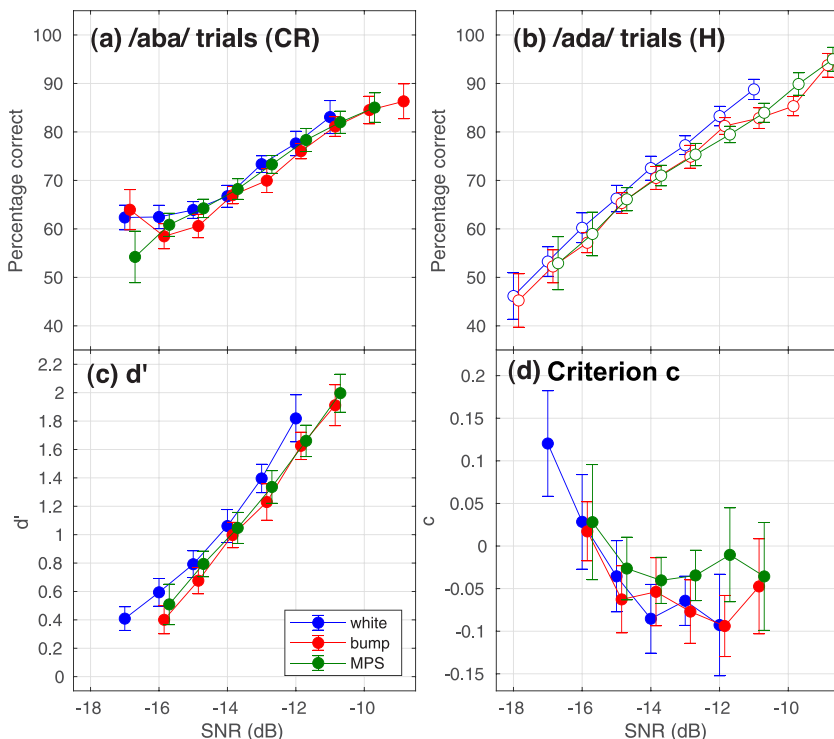 (a) /aba/ trials (CR)
(b) /ada/ trials (H)
Percentage correct
100
90
80
70
60
50
40
Percentage correct
100
90
80
70
60
50
40
(c) d'
(d) Criterion c
d'
2.2
2
1.8
1.6
1.4
1.2
1
0.8
0.6
0.4
0.2
0
white
bump
MPS
-18 -16 -14 -12 -10
SNR (dB)
c
0.2
0.15
0.1
0.05
0
-0.05
-0.1
-0.15
-18 -16 -14 -12 -10
SNR (dB)